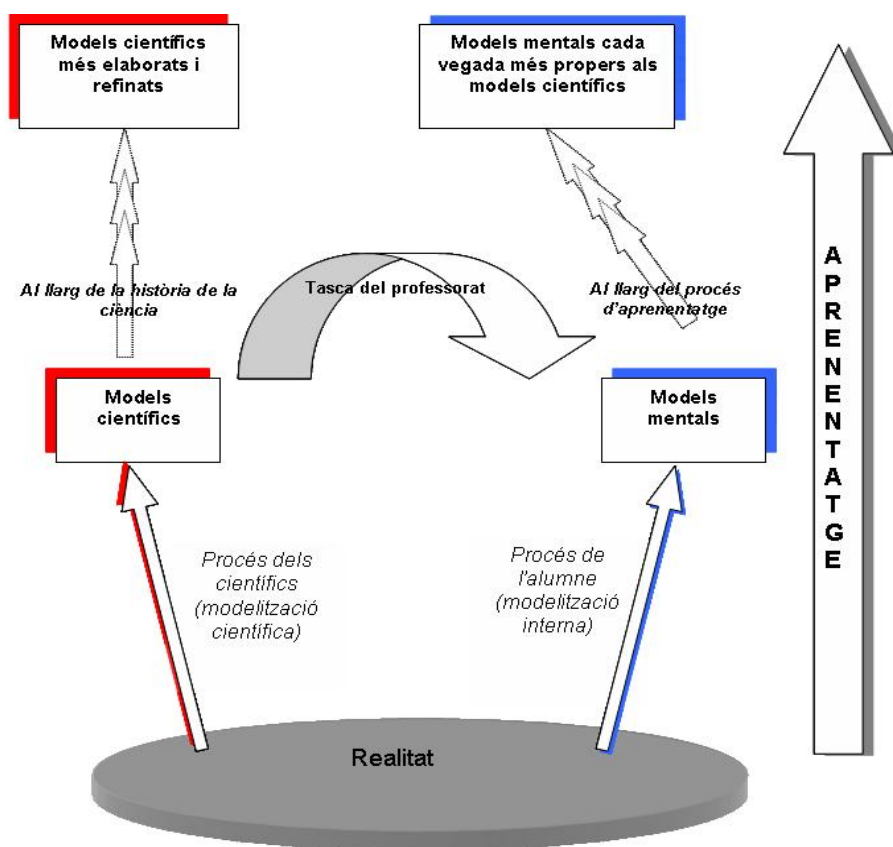 Models científics
més elaborats i
refinats
Models mentals cada
vegada més propers als
models científics
Al llarg de la història de la
ciència
Tasca del professorat
Al llarg del procés
d'aprenentatge
Models
científics
Models
mentals
Procés dels
científics
(modelització
científica)
Procés de
l'alumne
(modelització
interna)
Realitat
APRENENTATGE